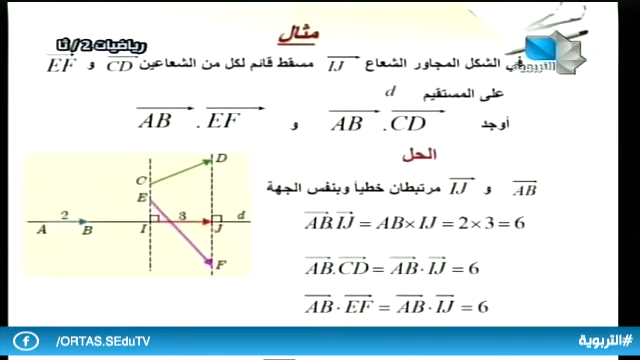 مثال
رياضيات 2/ثا
التربوية
في الشكل المجاور الشعاع IJ مسقط قائم لكل من الشعاعين CD و EF
على المستقيم d
أوجد AB . CD و AB . EF
الحل
AB و IJ مرتبطان خطياً وبنفس الجهة
AB.IJ = AB × IJ = 2 × 3 = 6
AB.CD = AB · IJ = 6
AB · EF = AB · IJ = 6
D
C
E
2
3
d
A
B
I
J
F
/ORTAS.SEduTV
#التربوية